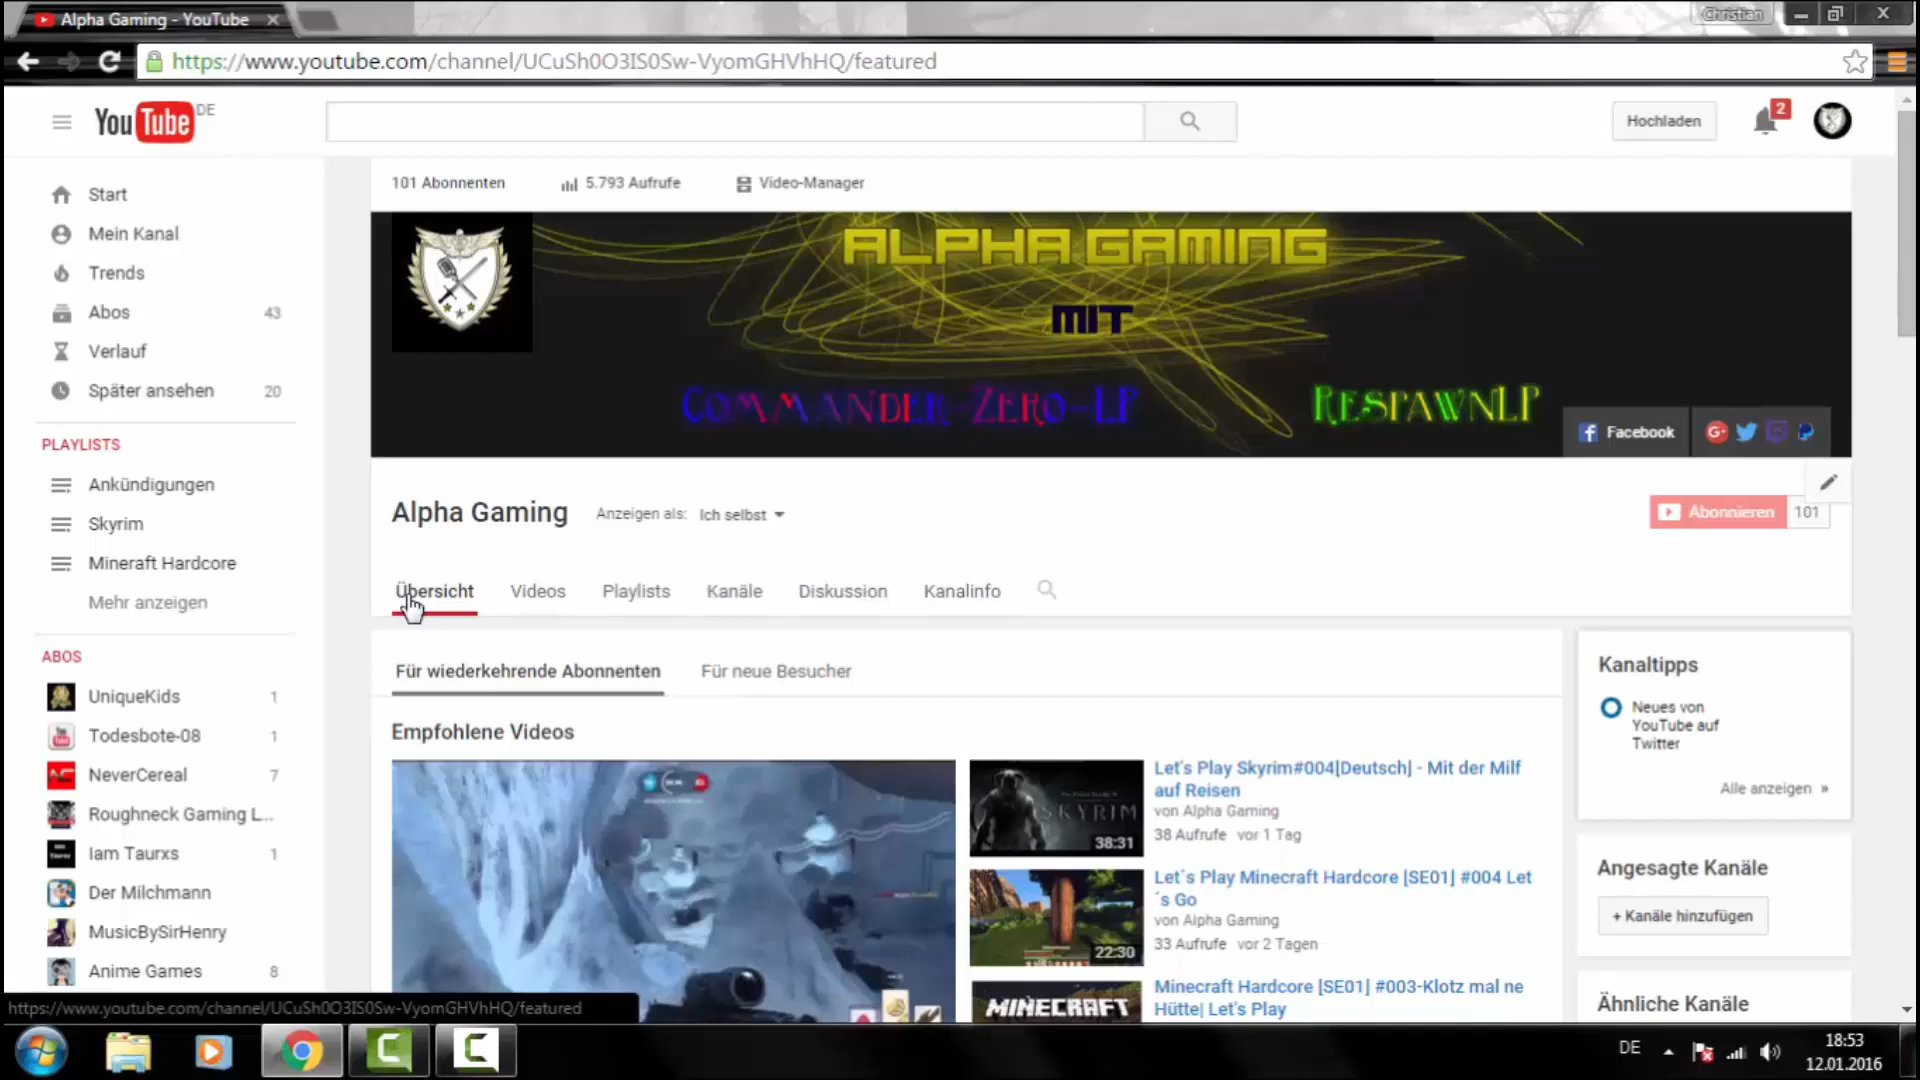 Alpha Gaming - YouTube
Christian
https://www.youtube.com/channel/UCuSh0O3IS0Sw-VyomGHVhHQ/featured
YouTube DE
Hochladen
2
101 Abonnenten
5.793 Aufrufe
Video-Manager
Start
Mein Kanal
Trends
Abos 43
Verlauf
Später ansehen 20
PLAYLISTS
Ankündigungen
Skyrim
Mineraft Hardcore
Mehr anzeigen
ABOS
UniqueKids 1
Todesbote-08 1
NeverCereal 7
Roughneck Gaming L...
Iam Taurxs 1
Der Milchmann
MusicBySirHenry
Anime Games 8
ALPHA GAMING
MIT
COMMANDER-ZERO-LP
RESPAWNLP
Facebook
Alpha Gaming
Anzeigen als: Ich selbst
Abonnieren 101
Übersicht
Videos
Playlists
Kanäle
Diskussion
Kanalinfo
Für wiederkehrende Abonnenten
Für neue Besucher
Empfohlene Videos
SKYRIM
38:31
Let's Play Skyrim#004[Deutsch] - Mit der Milf
auf Reisen
von Alpha Gaming
38 Aufrufe vor 1 Tag
22:30
Let´s Play Minecraft Hardcore [SE01] #004 Let
´s Go
von Alpha Gaming
33 Aufrufe vor 2 Tagen
MINECRAFT
Minecraft Hardcore [SE01] #003-Klotz mal ne
Hütte| Let's Play
Kanaltipps
Neues von
YouTube auf
Twitter
Alle anzeigen »
Angesagte Kanäle
+ Kanäle hinzufügen
Ähnliche Kanäle
https://www.youtube.com/channel/UCuSh0O3IS0Sw-VyomGHVhHQ/featured
DE
18:53
12.01.2016